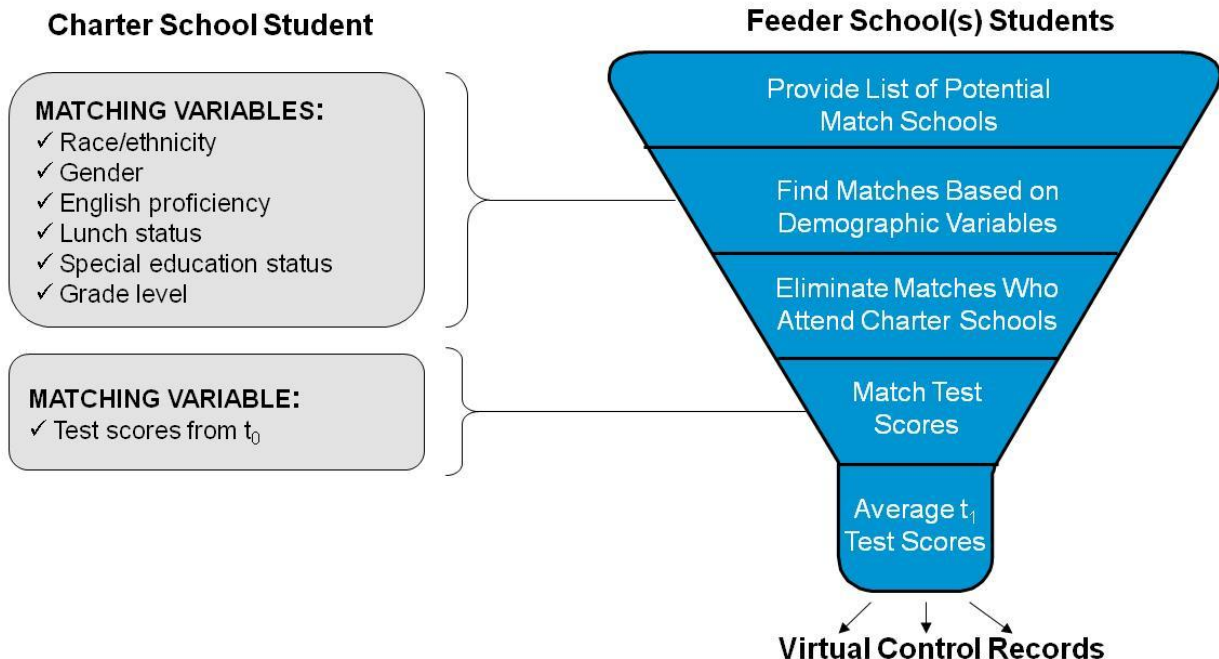 Charter School Student
MATCHING VARIABLES:
✓ Race/ethnicity
✓ Gender
✓ English proficiency
✓ Lunch status
✓ Special education status
✓ Grade level
MATCHING VARIABLE:
✓ Test scores from t₀
Feeder School(s) Students
Provide List of Potential
Match Schools
Find Matches Based on
Demographic Variables
Eliminate Matches Who
Attend Charter Schools
Match Test
Scores
Average t₁
Test Scores
Virtual Control Records